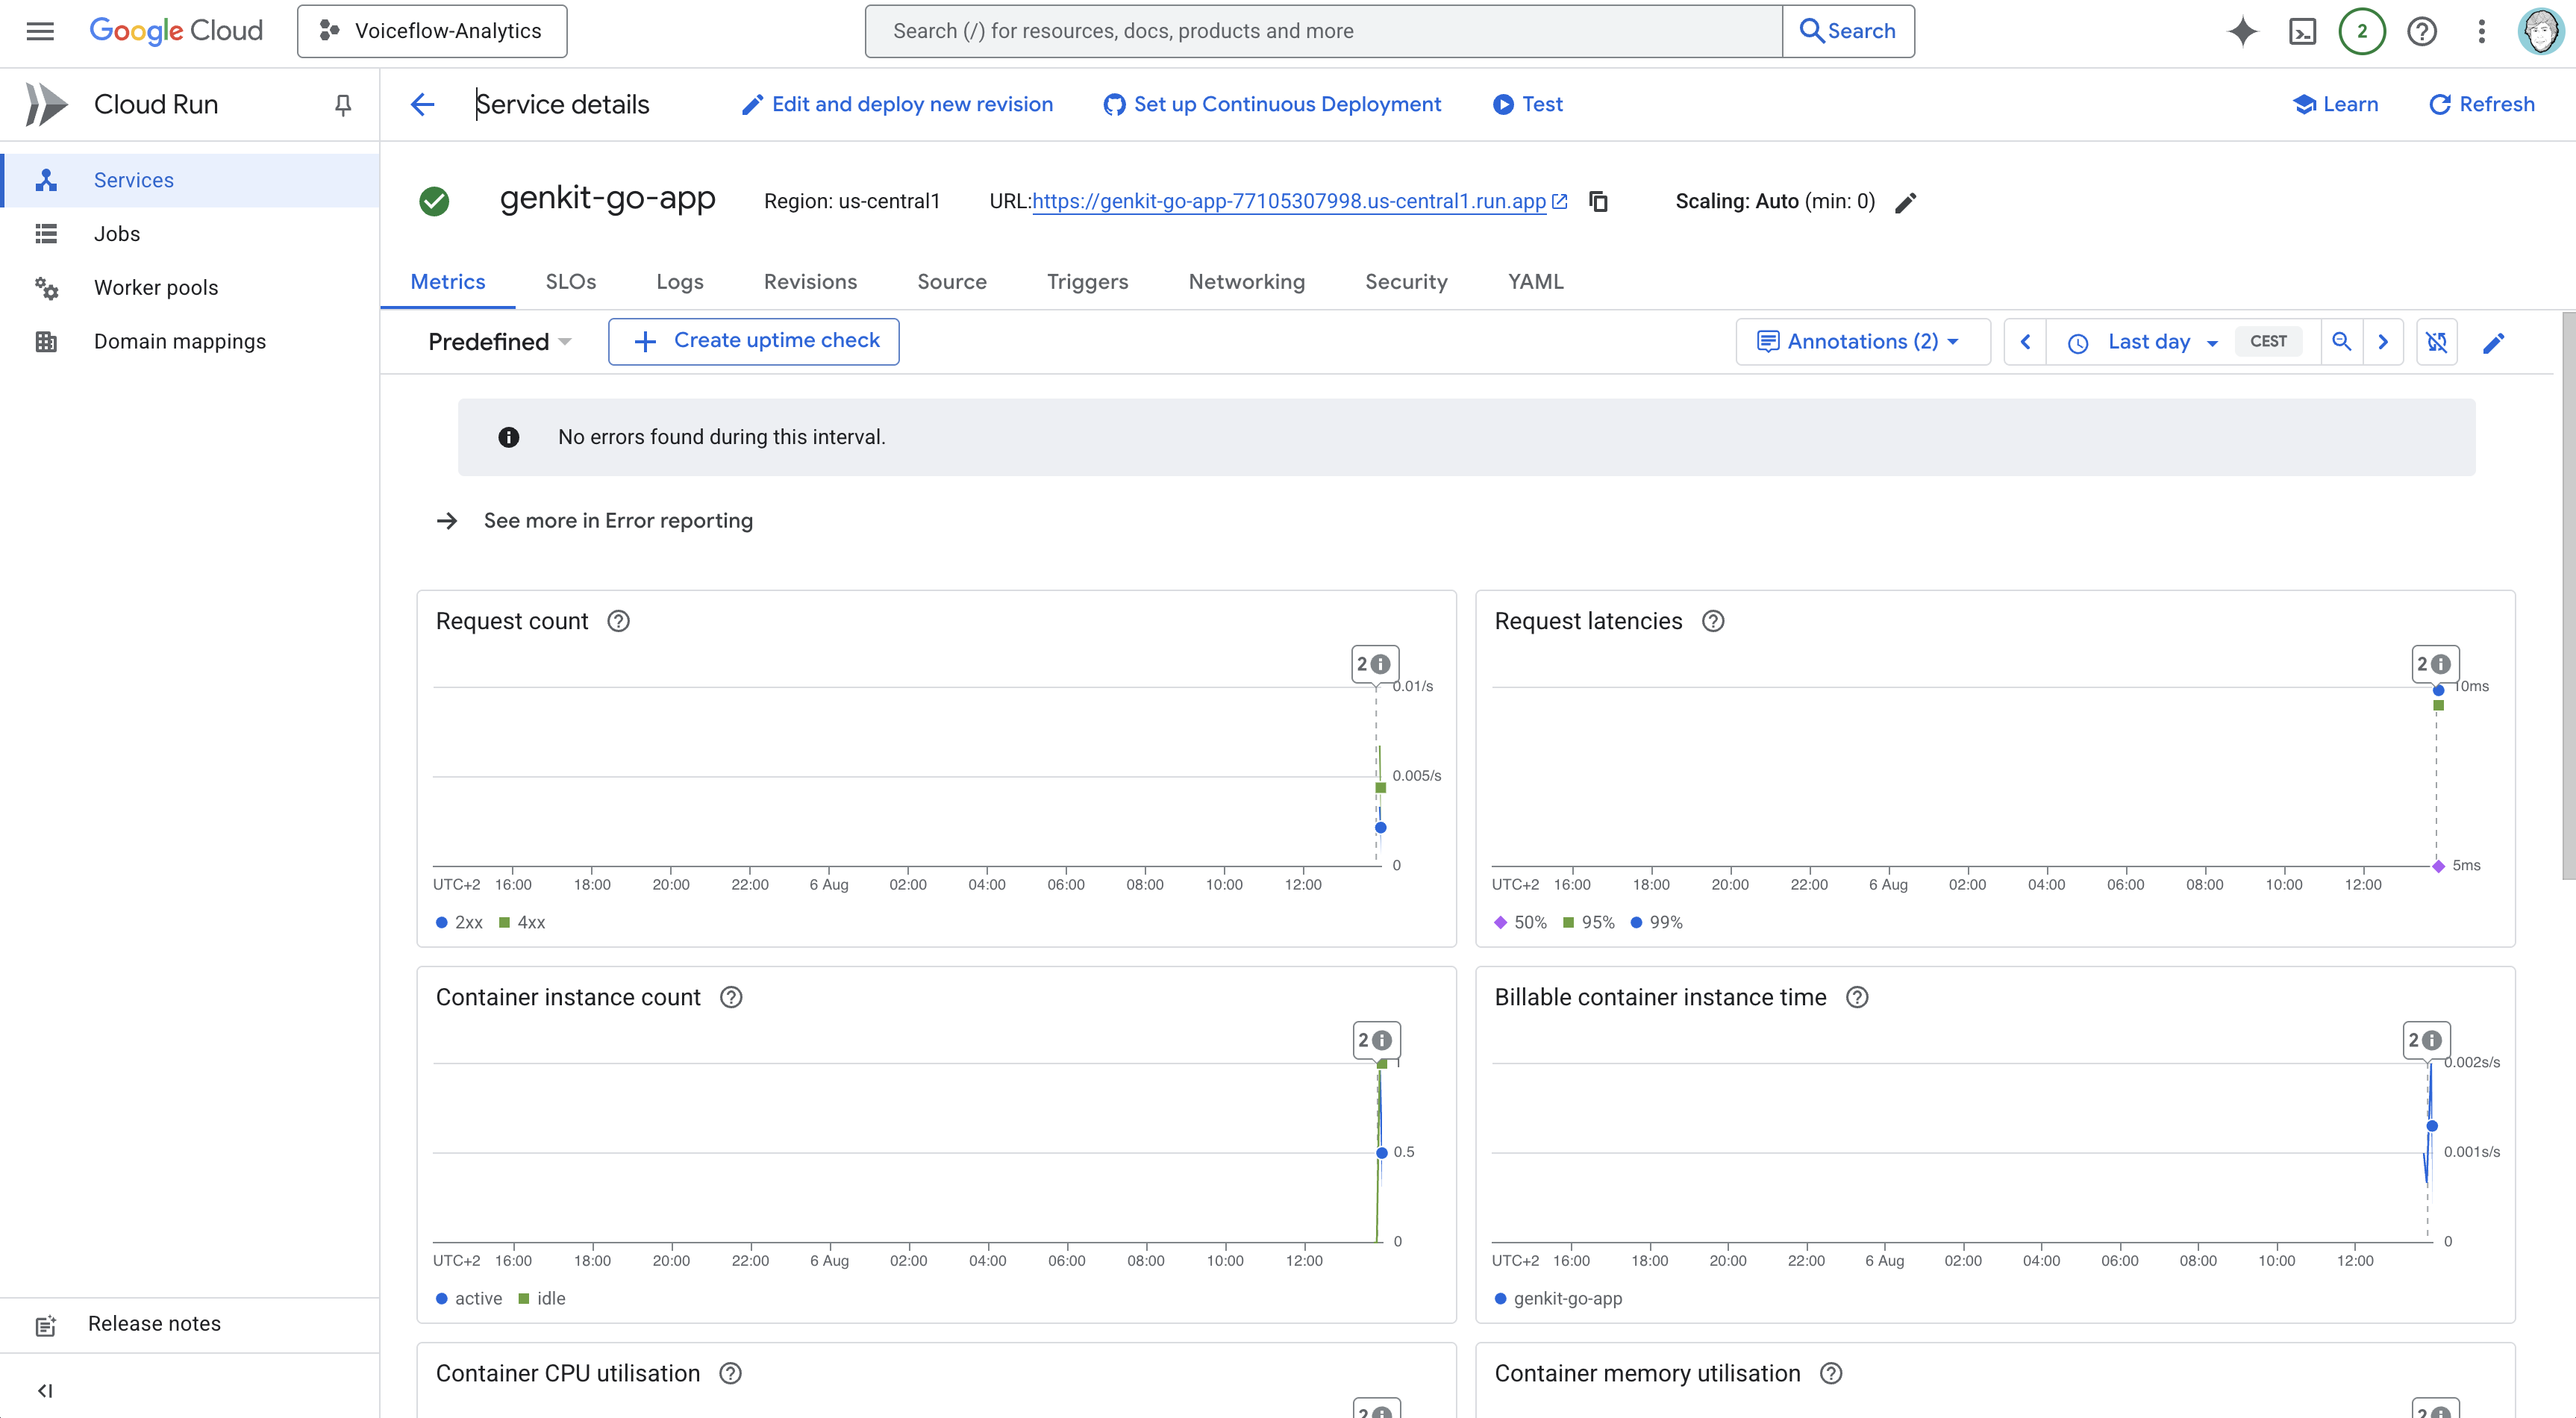 Google Cloud
Voiceflow-Analytics
Search (/) for resources, docs, products and more
Search
2
Cloud Run
Service details
Edit and deploy new revision
Set up Continuous Deployment
Test
Learn
Refresh
Services
Jobs
Worker pools
Domain mappings
Release notes
genkit-go-app
Region: us-central1
URL:https://genkit-go-app-77105307998.us-central1.run.app
Scaling: Auto (min: 0)
Metrics
SLOs
Logs
Revisions
Source
Triggers
Networking
Security
YAML
Predefined
Create uptime check
Annotations (2)
Last day
CEST
No errors found during this interval.
See more in Error reporting
Request count
2
0.01/s
0.005/s
0
UTC+2 16:00 18:00 20:00 22:00 6 Aug 02:00 04:00 06:00 08:00 10:00 12:00
2xx 4xx
Request latencies
2
10ms
5ms
UTC+2 16:00 18:00 20:00 22:00 6 Aug 02:00 04:00 06:00 08:00 10:00 12:00
50% 95% 99%
Container instance count
2
1
0.5
0
UTC+2 16:00 18:00 20:00 22:00 6 Aug 02:00 04:00 06:00 08:00 10:00 12:00
active idle
Billable container instance time
2
0.002s/s
0.001s/s
0
UTC+2 16:00 18:00 20:00 22:00 6 Aug 02:00 04:00 06:00 08:00 10:00 12:00
genkit-go-app
Container CPU utilisation
2
Container memory utilisation
2